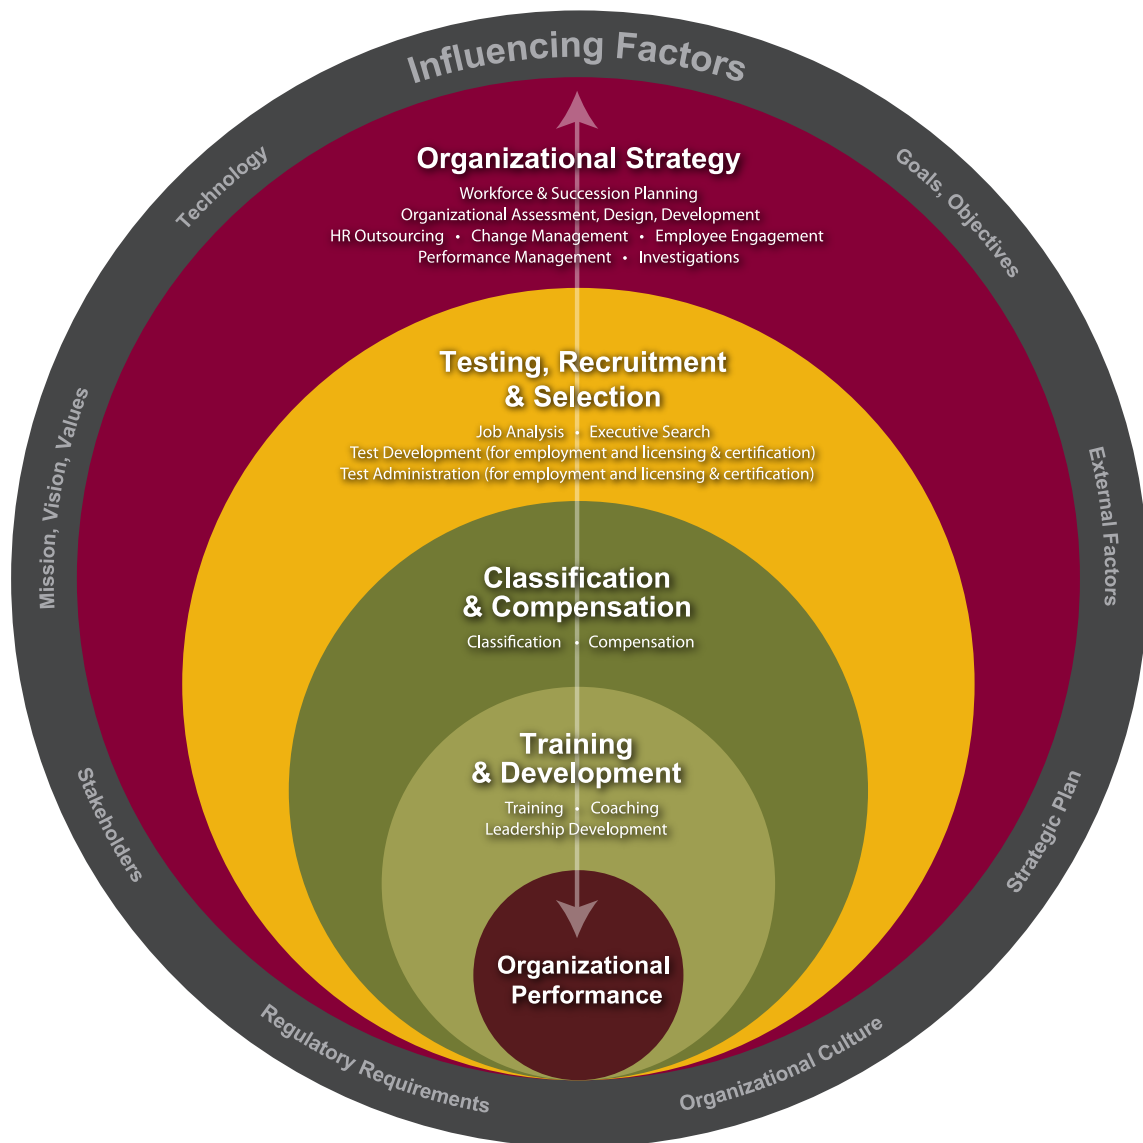 Influencing Factors
Technology
Goals, Objectives
Organizational Strategy
Workforce & Succession Planning
Organizational Assessment, Design, Development
HR Outsourcing • Change Management • Employee Engagement
Performance Management • Investigations
Testing, Recruitment
& Selection
Job Analysis • Executive Search
Test Development (for employment and licensing & certification)
Test Administration (for employment and licensing & certification)
Mission, Vision, Values
External Factors
Classification
& Compensation
Classification • Compensation
Training
& Development
Training • Coaching
Leadership Development
Stakeholders
Strategic Plan
Organizational
Performance
Regulatory Requirements
Organizational Culture